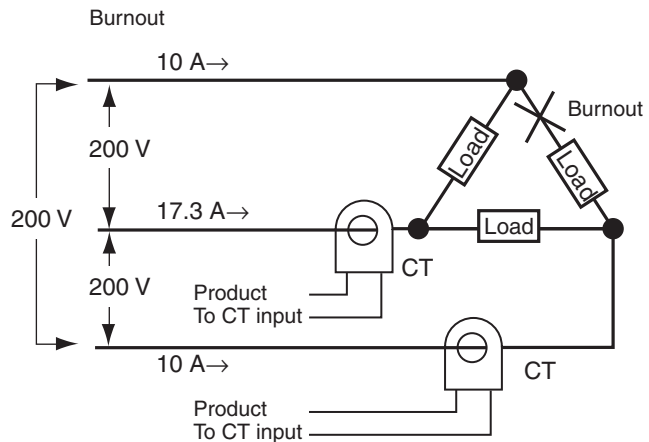 Burnout
10 A→
Burnout
Load
Load
200 V
200 V
17.3 A→
Load
CT
200 V
Product
To CT input
10 A→
CT
Product
To CT input